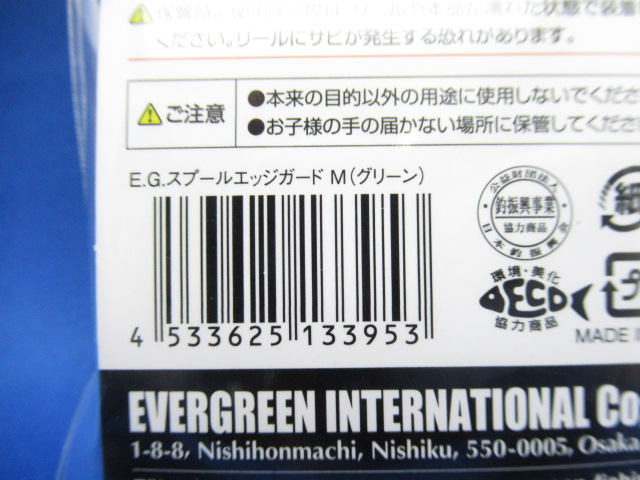 ください。リールにサビが発生する恐れがあります。
⚠ご注意
●本来の目的以外の用途に使用しないでくださ
●お子様の手の届かない場所に保管してくださ
E.G.スプールエッジガード M(グリーン)
4 533625 133953
公益財団法人
釣振興事業
協力商品
日本釣振興会
環境・美化
ECO
協力商品
紙
MADE I
EVERGREEN INTERNATIONAL Co
1-8-8, Nishihonmachi, Nishiku, 550-0005, Osaka